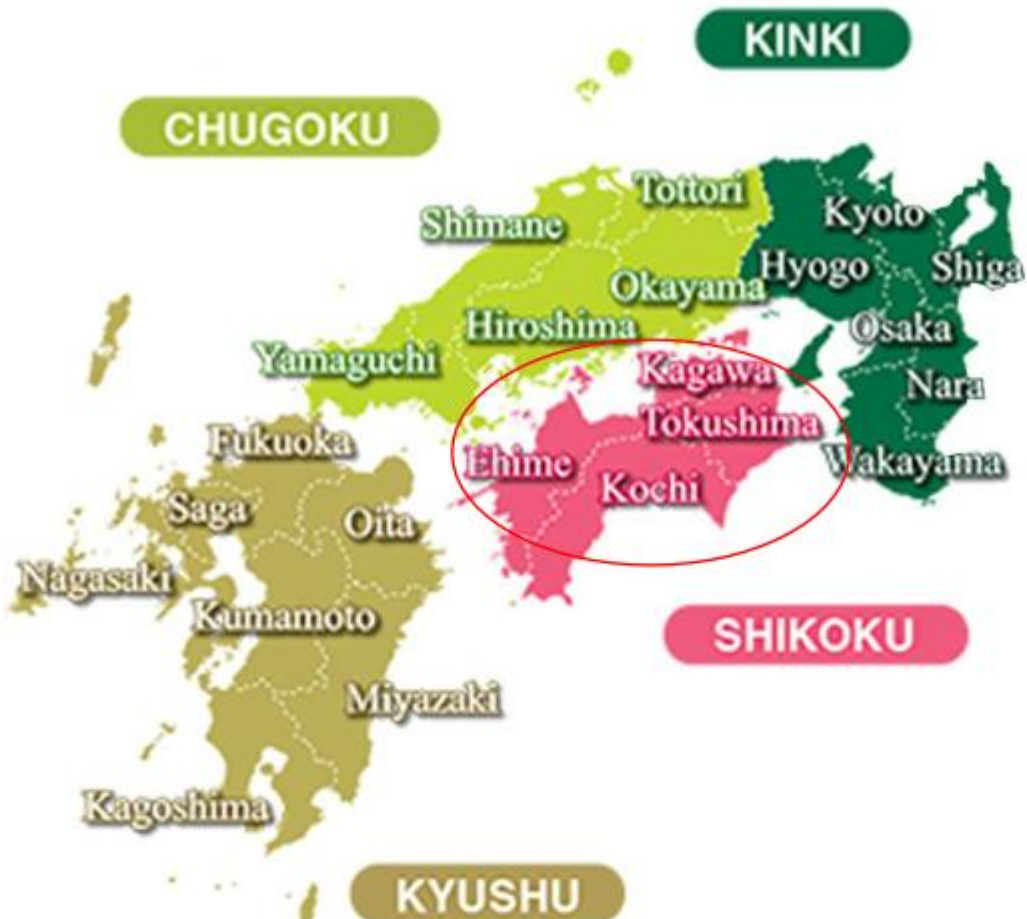 KINKI
CHUGOKU
Tottori
Shimane
Kyoto
Hyogo
Shiga
Okayama
Hiroshima
Osaka
Yamaguchi
Kagawa
Nara
Tokushima
Fukuoka
Ehime
Wakayama
Kochi
Saga
Oita
Nagasaki
Kumamoto
SHIKOKU
Miyazaki
Kagoshima
KYUSHU